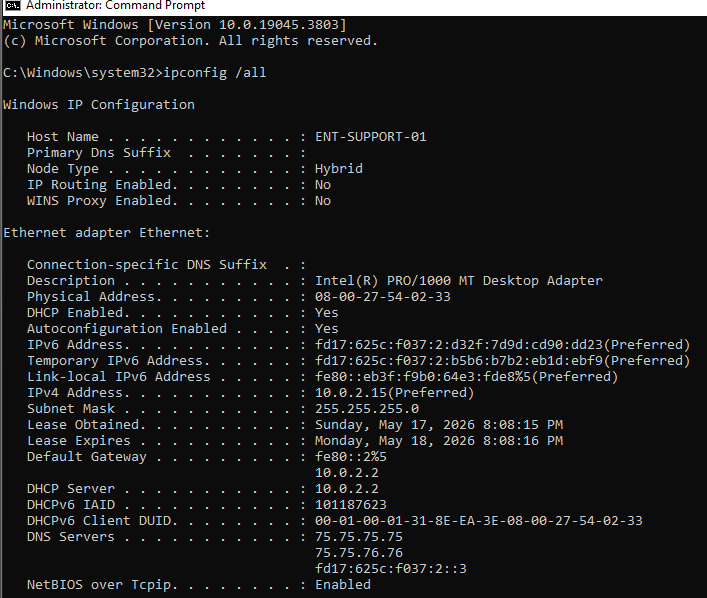 Administrator: Command Prompt
Microsoft Windows [Version 10.0.19045.3803]
(c) Microsoft Corporation. All rights reserved.
C:\Windows\system32>ipconfig /all
Windows IP Configuration
Host Name . . . . . . . . . . . . : ENT-SUPPORT-01
Primary Dns Suffix  . . . . . . . :
Node Type . . . . . . . . . . . . : Hybrid
IP Routing Enabled. . . . . . . . : No
WINS Proxy Enabled. . . . . . . . : No
Ethernet adapter Ethernet:
Connection-specific DNS Suffix  . :
Description . . . . . . . . . . . : Intel(R) PRO/1000 MT Desktop Adapter
Physical Address. . . . . . . . . : 08-00-27-54-02-33
DHCP Enabled. . . . . . . . . . . : Yes
Autoconfiguration Enabled . . . . : Yes
IPv6 Address. . . . . . . . . . . : fd17:625c:f037:2:d32f:7d9d:cd90:dd23(Preferred)
Temporary IPv6 Address. . . . . . : fd17:625c:f037:2:b5b6:b7b2:eb1d:ebf9(Preferred)
Link-local IPv6 Address . . . . . : fe80::eb3f:f9b0:64e3:fde8%5(Preferred)
IPv4 Address. . . . . . . . . . . : 10.0.2.15(Preferred)
Subnet Mask . . . . . . . . . . . : 255.255.255.0
Lease Obtained. . . . . . . . . . : Sunday, May 17, 2026 8:08:15 PM
Lease Expires . . . . . . . . . . : Monday, May 18, 2026 8:08:16 PM
Default Gateway . . . . . . . . . : fe80::2%5
10.0.2.2
DHCP Server . . . . . . . . . . . : 10.0.2.2
DHCPv6 IAID . . . . . . . . . . . : 101187623
DHCPv6 Client DUID. . . . . . . . : 00-01-00-01-31-8E-EA-3E-08-00-27-54-02-33
DNS Servers . . . . . . . . . . . : 75.75.75.75
75.75.76.76
fd17:625c:f037:2::3
NetBIOS over Tcpip. . . . . . . . : Enabled